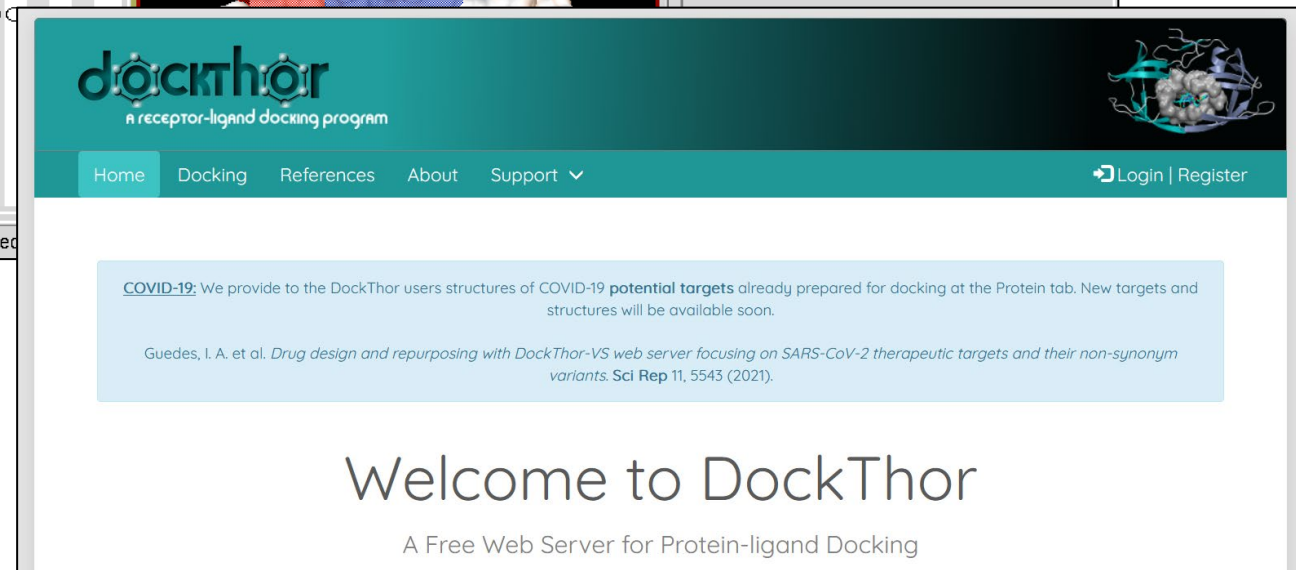 dockthor
A receptor-ligand docking program
Home Docking References About Support Login | Register
COVID-19: We provide to the DockThor users structures of COVID-19 potential targets already prepared for docking at the Protein tab. New targets and
structures will be available soon.
Guedes, I. A. et al. Drug design and repurposing with DockThor-VS web server focusing on SARS-CoV-2 therapeutic targets and their non-synonym
variants. Sci Rep 11, 5543 (2021).
Welcome to DockThor
A Free Web Server for Protein-ligand Docking